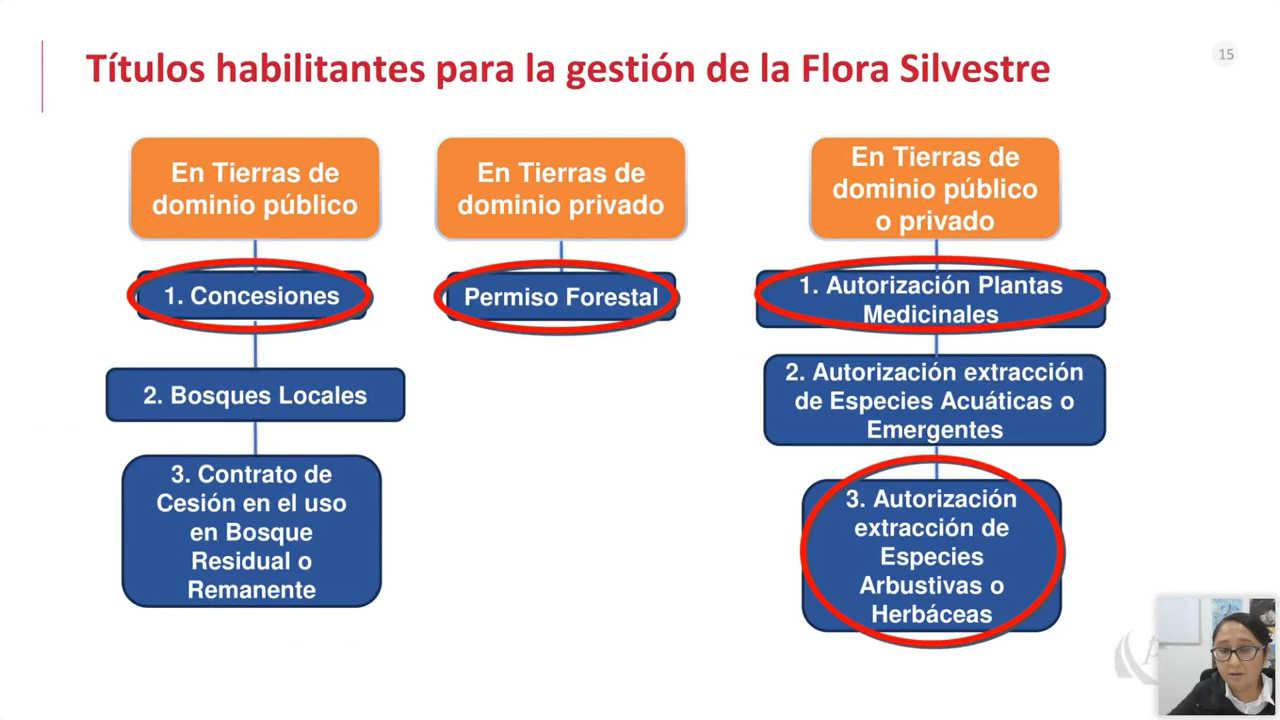 Títulos habilitantes para la gestión de la Flora Silvestre
15
En Tierras de
dominio público
1. Concesiones
2. Bosques Locales
3. Contrato de
Cesión en el uso
en Bosque
Residual o
Remanente
En Tierras de
dominio privado
Permiso Forestal
En Tierras de
dominio público
o privado
1. Autorización Plantas
Medicinales
2. Autorización extracción
de Especies Acuáticas o
Emergentes
3. Autorización
extracción de
Especies
Arbustivas o
Herbáceas